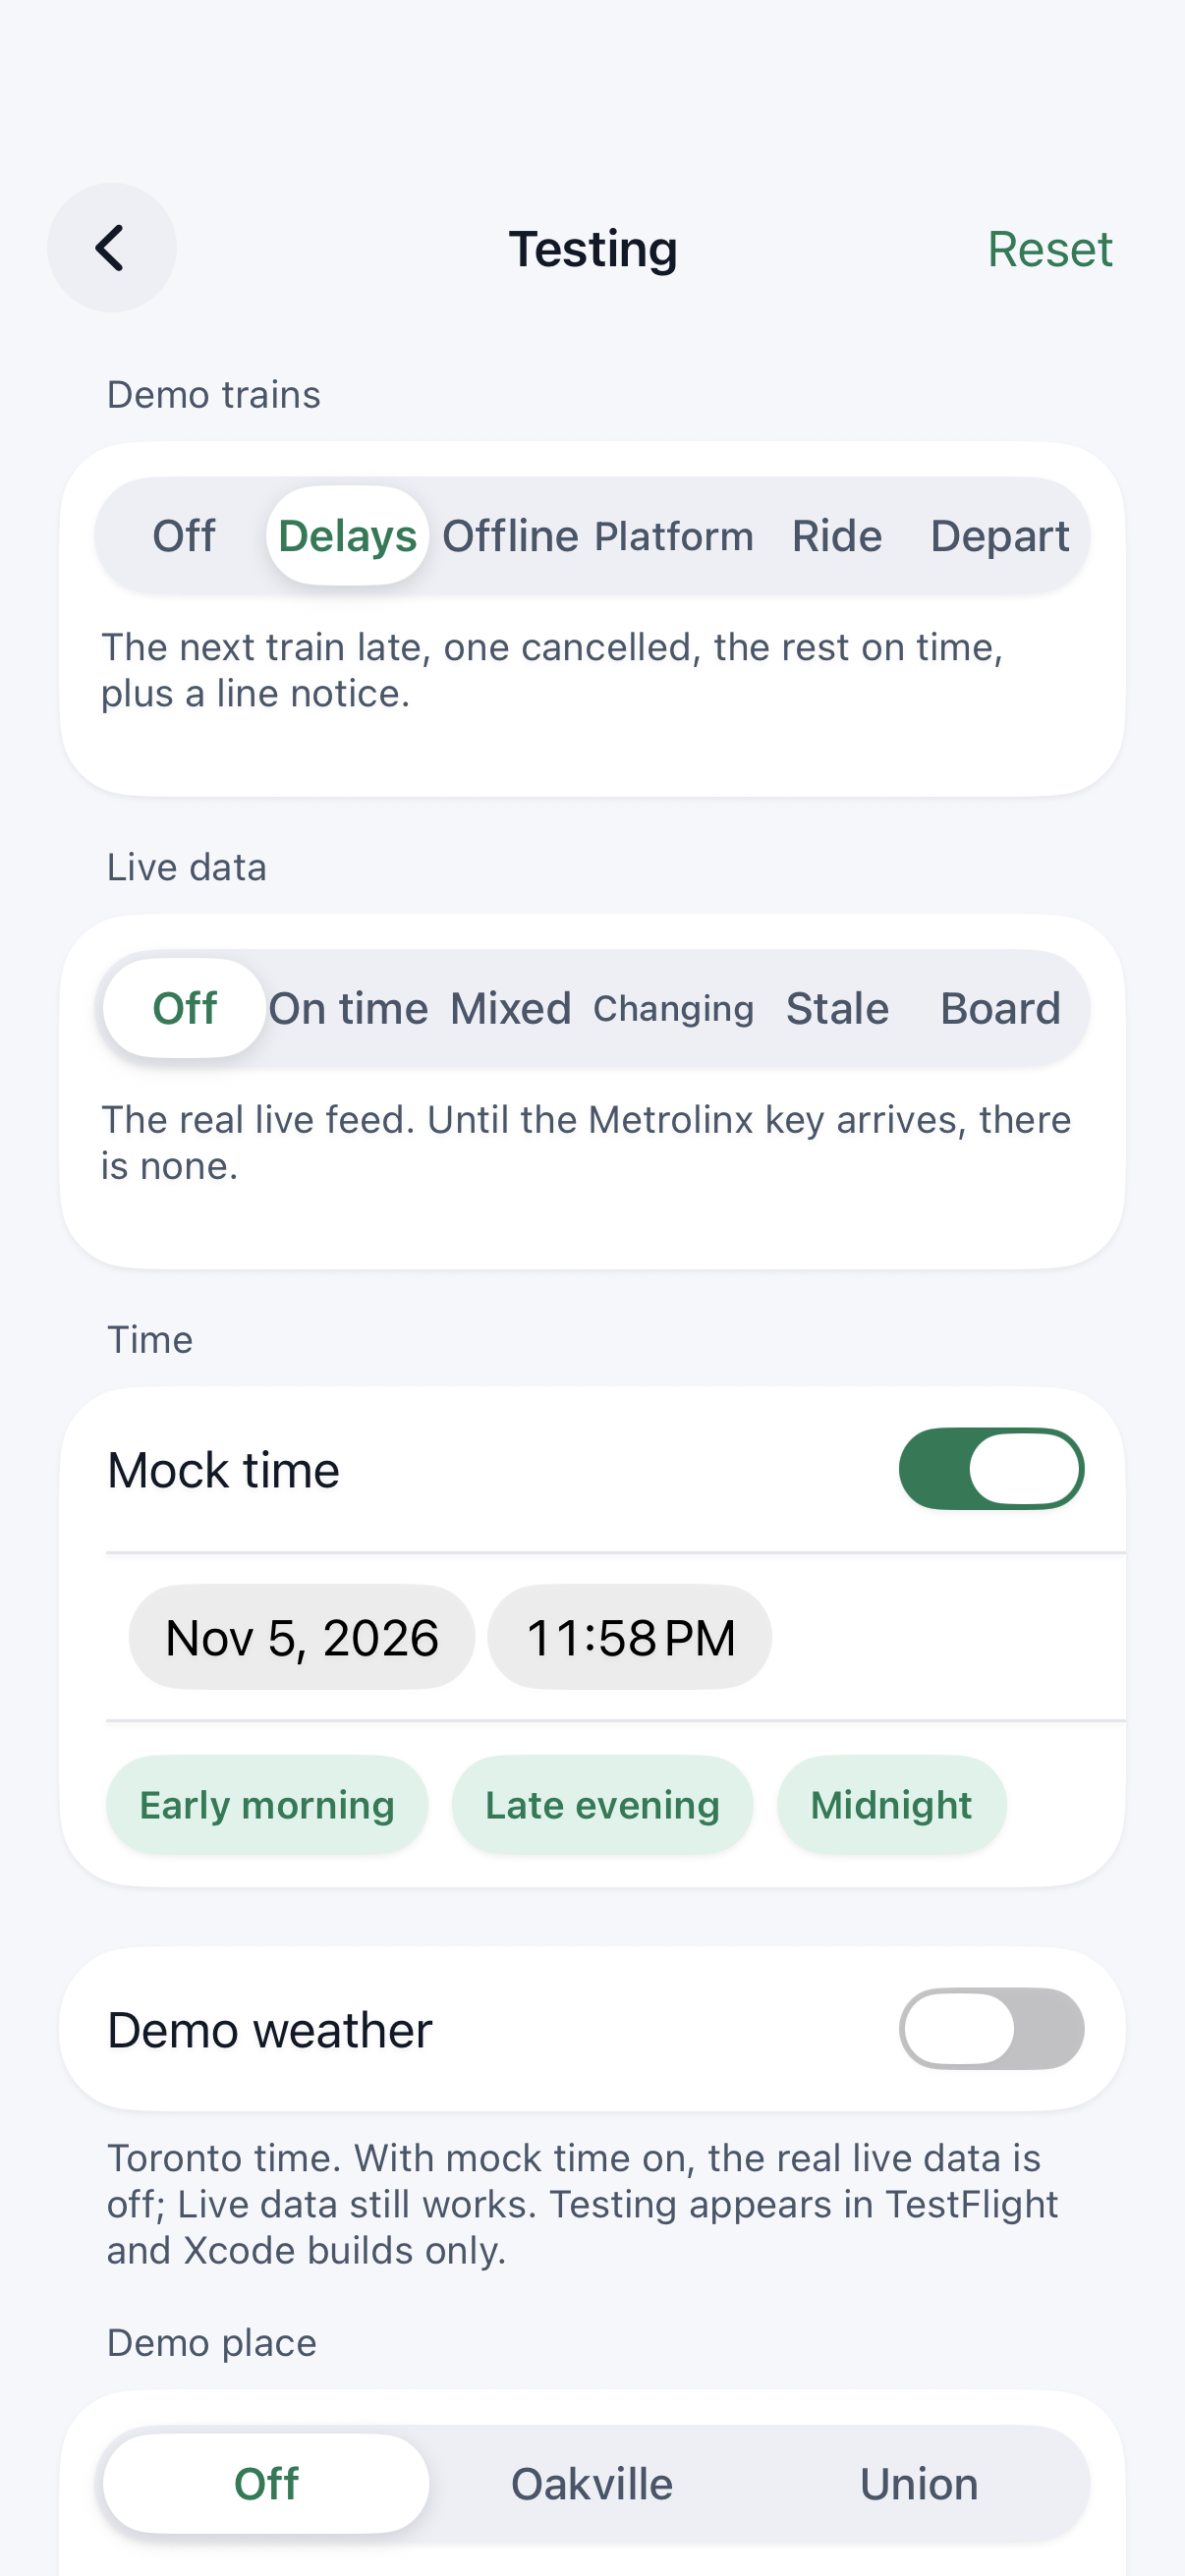 Testing
Reset
Demo trains
Off Delays Offline Platform Ride Depart
The next train late, one cancelled, the rest on time,
plus a line notice.
Live data
Off On time Mixed Changing Stale Board
The real live feed. Until the Metrolinx key arrives, there
is none.
Time
Mock time
Nov 5, 2026 11:58 PM
Early morning Late evening Midnight
Demo weather
Toronto time. With mock time on, the real live data is
off; Live data still works. Testing appears in TestFlight
and Xcode builds only.
Demo place
Off Oakville Union